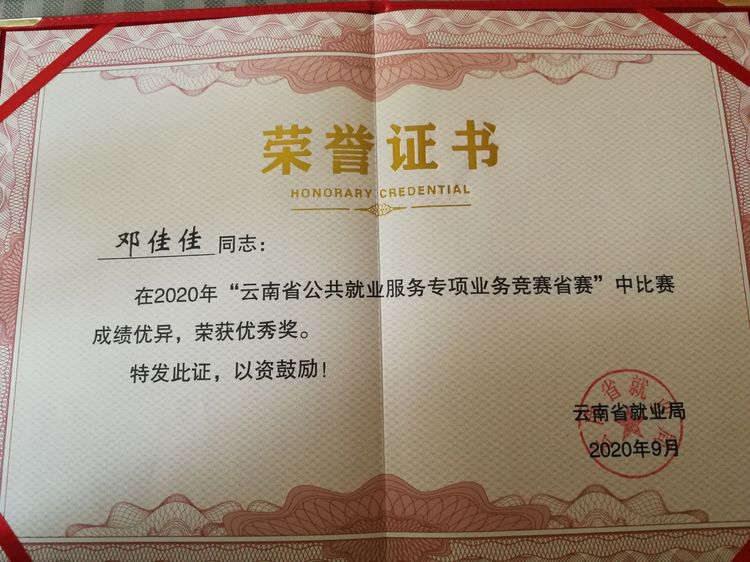 荣誉证书
HONORARY CREDENTIAL
邓佳佳 同志：
在2020年“云南省公共就业服务专项业务竞赛省赛”中比赛
成绩优异，荣获优秀奖。
特发此证，以资鼓励！
云南省就业局
2020年9月